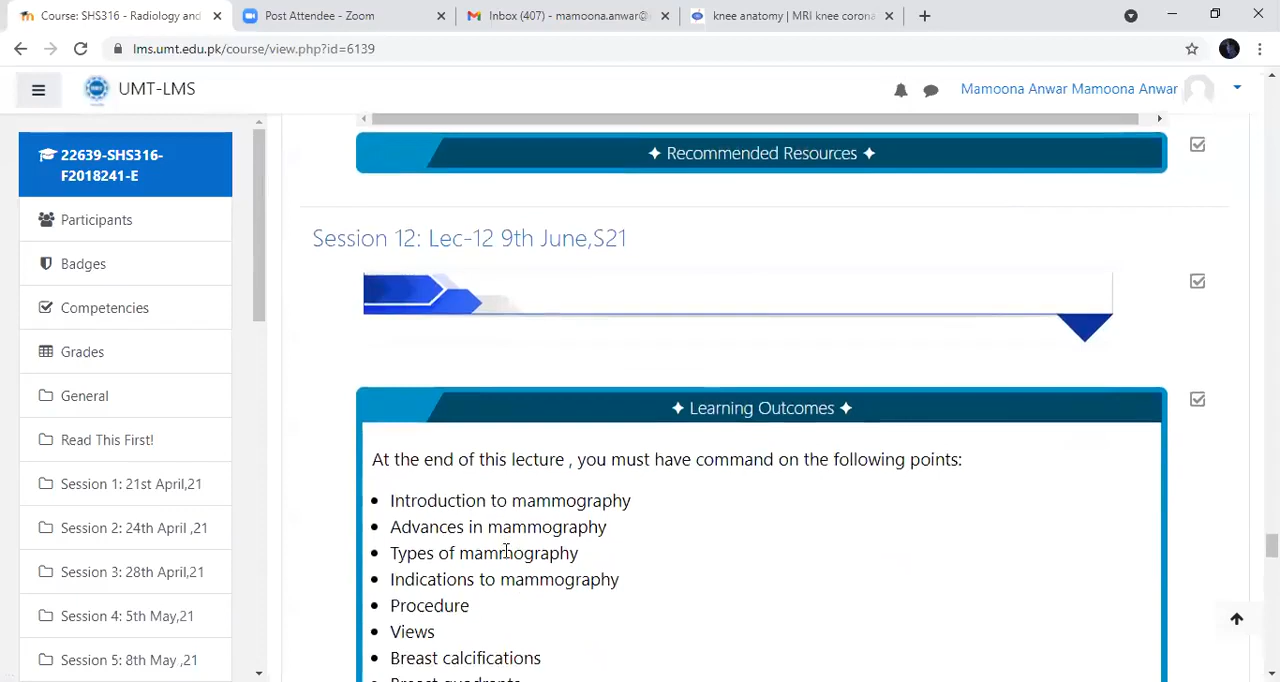 Course: SHS316 - Radiology and
Post Attendee - Zoom
Inbox (407) - mamoona.anwar@
knee anatomy | MRI knee corona
lms.umt.edu.pk/course/view.php?id=6139
UMT-LMS
Mamoona Anwar Mamoona Anwar
22639-SHS316-
F2018241-E
Participants
Badges
Competencies
Grades
General
Read This First!
Session 1: 21st April,21
Session 2: 24th April ,21
Session 3: 28th April,21
Session 4: 5th May,21
Session 5: 8th May ,21
✦ Recommended Resources ✦
Session 12: Lec-12 9th June,S21
✦ Learning Outcomes ✦
At the end of this lecture , you must have command on the following points:
• Introduction to mammography
• Advances in mammography
• Types of mammography
• Indications to mammography
• Procedure
• Views
• Breast calcifications
• Breast quadrants